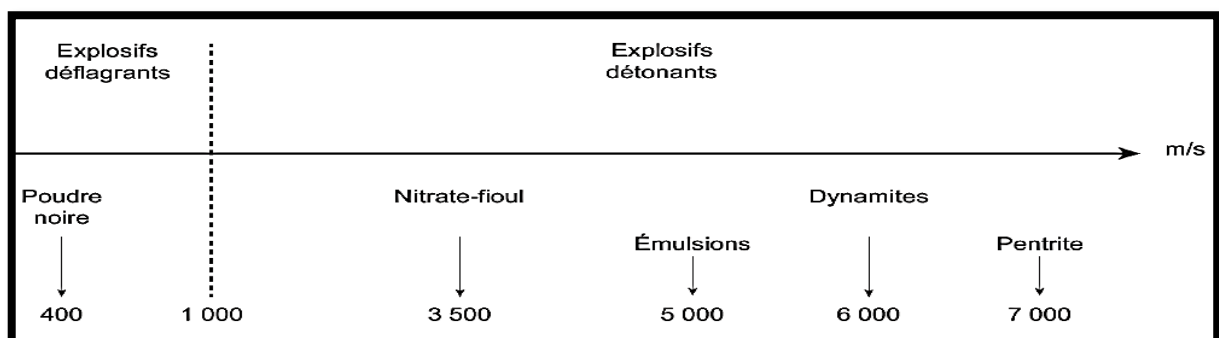 Explosifs
déflagrants
Explosifs
détonants
m/s
Poudre
noire
Nitrate-fioul
Dynamites
Émulsions
Pentrite
400
1 000
3 500
5 000
6 000
7 000